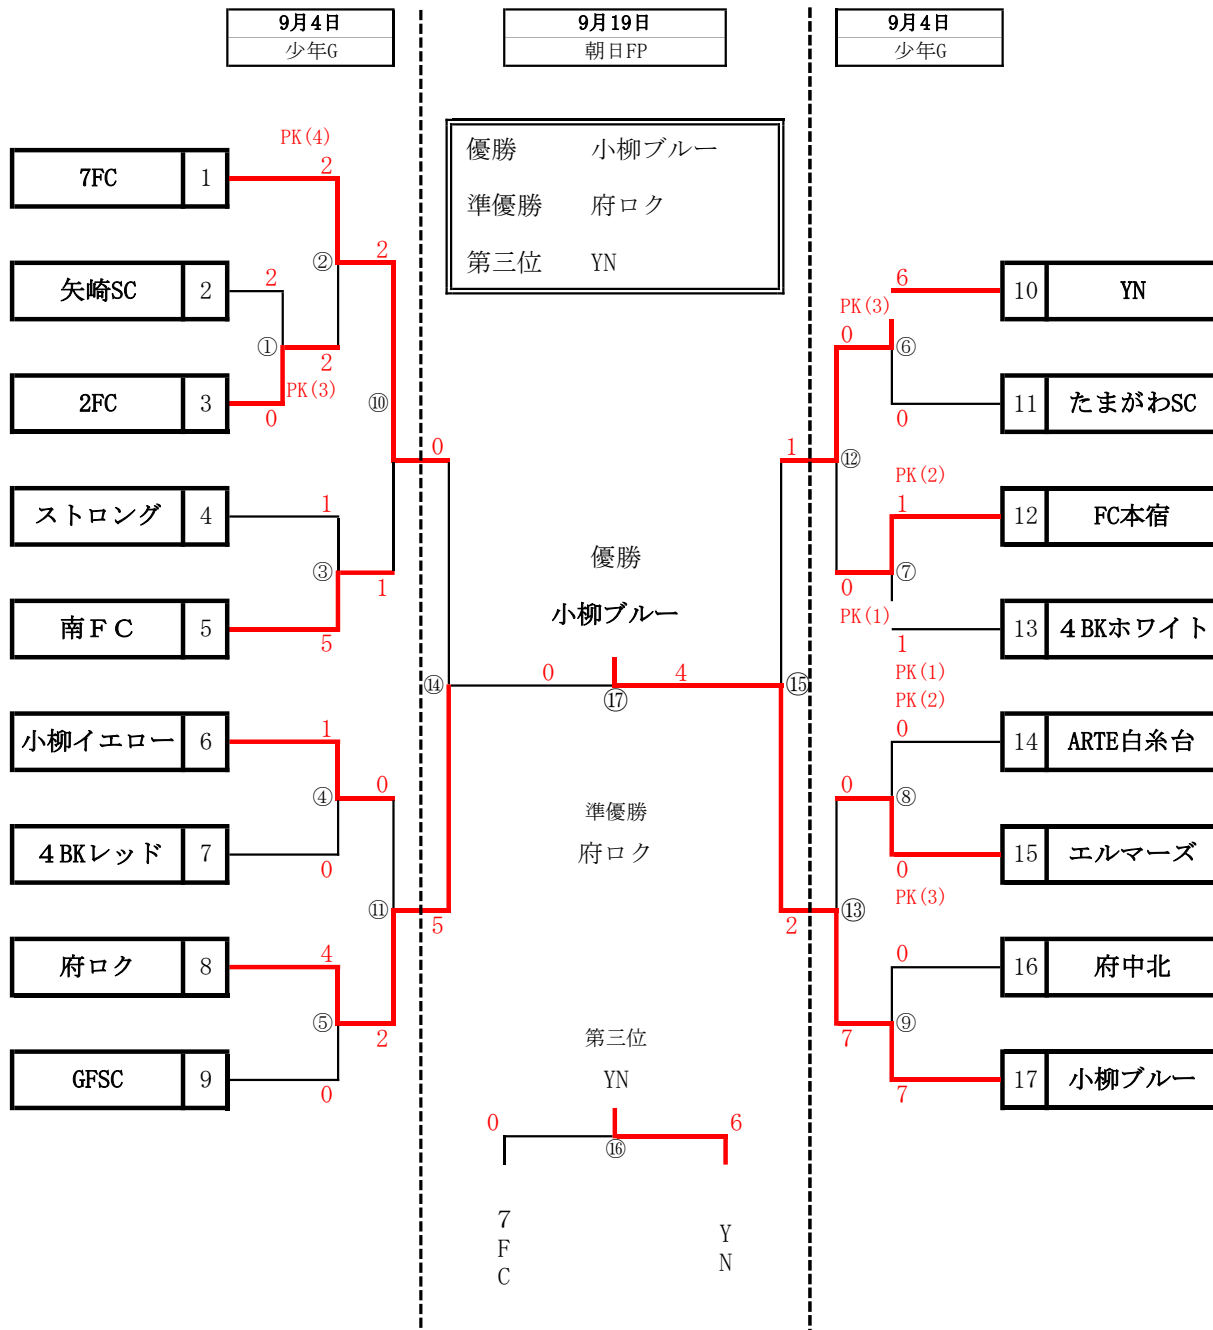 9月4日
少年G
9月19日
朝日FP
9月4日
少年G
優勝 小柳ブルー
準優勝 府ロク
第三位 YN
PK(4)
2
7FC 1
② 2
矢崎SC 2
2
①
2
PK(3)
2FC 3
0
⑩
0
ストロング 4
1
③
1
南FC 5
5
小柳イエロー 6
1
④
0
4BKレッド 7
0
⑪
5
府ロク 8
4
⑤
2
GFSC 9
0
⑭
優勝
小柳ブルー
0
4
⑰
準優勝
府ロク
第三位
YN
0
6
⑯
7FC
YN
6
10 YN
PK(3)
0
⑥
11 たまがわSC
0
1
⑫
PK(2)
1
12 FC本宿
⑦
0
PK(1)
13 4BKホワイト
1
PK(1)
⑮
PK(2)
0
14 ARTE白糸台
0
⑧
15 エルマーズ
0
PK(3)
2
⑬
0
16 府中北
⑨
7
17 小柳ブルー
7